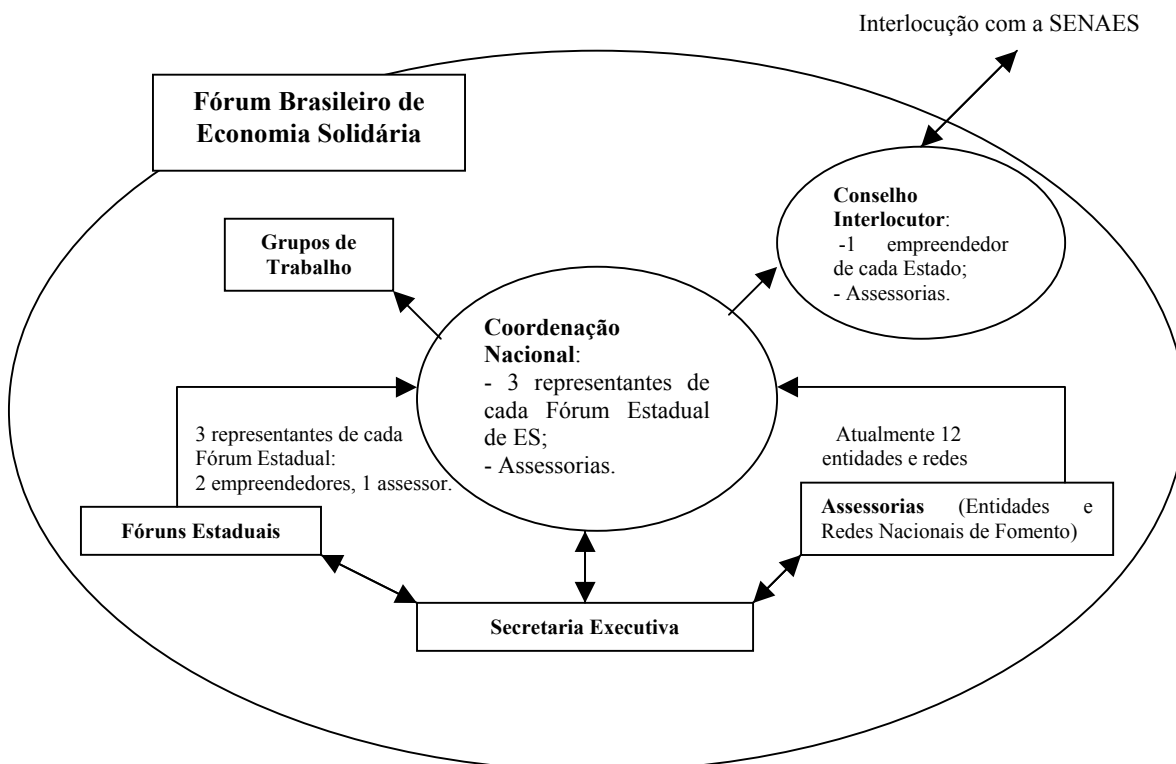 Interlocução com a SENAES
Fórum Brasileiro de
Economia Solidária
Conselho
Interlocutor:
-1 empreendedor
de cada Estado;
- Assessorias.
Grupos de
Trabalho
Coordenação
Nacional:
- 3 representantes de
cada Fórum Estadual
de ES;
- Assessorias.
3 representantes de cada
Fórum Estadual:
2 empreendedores, 1 assessor.
Atualmente 12
entidades e redes
Fóruns Estaduais
Assessorias (Entidades e
Redes Nacionais de Fomento)
Secretaria Executiva